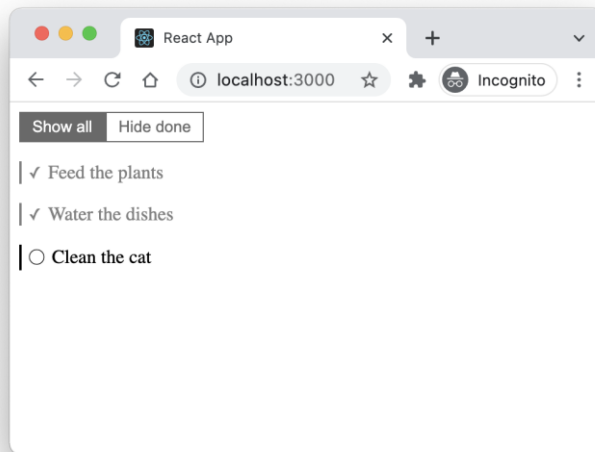 React App
localhost:3000 Incognito
Show all Hide done
✓ Feed the plants
✓ Water the dishes
Clean the cat